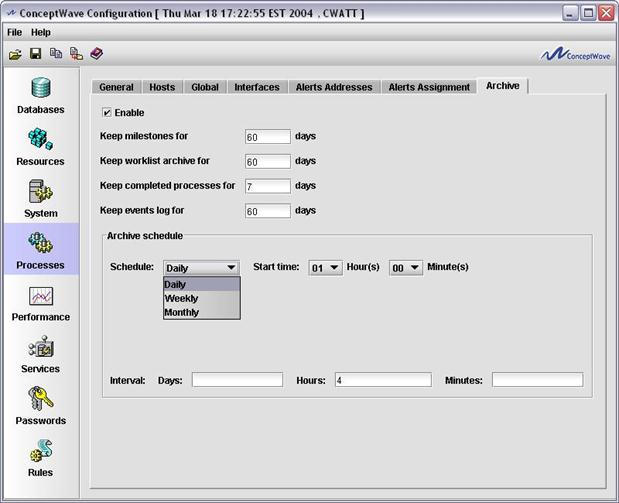 ConceptWave Configuration [ Thu Mar 18 17:22:55 EST 2004 , CWATT ]
File Help
ConceptWave
General Hosts Global Interfaces Alerts Addresses Alerts Assignment Archive
Databases
Resources
System
Processes
Performance
Services
Passwords
Rules
Enable
Keep milestones for 60 days
Keep worklist archive for 60 days
Keep completed processes for 7 days
Keep events log for 60 days
Archive schedule
Schedule: Daily Start time: 01 Hour(s) 00 Minute(s)
Daily
Weekly
Monthly
Interval: Days: Hours: 4 Minutes: